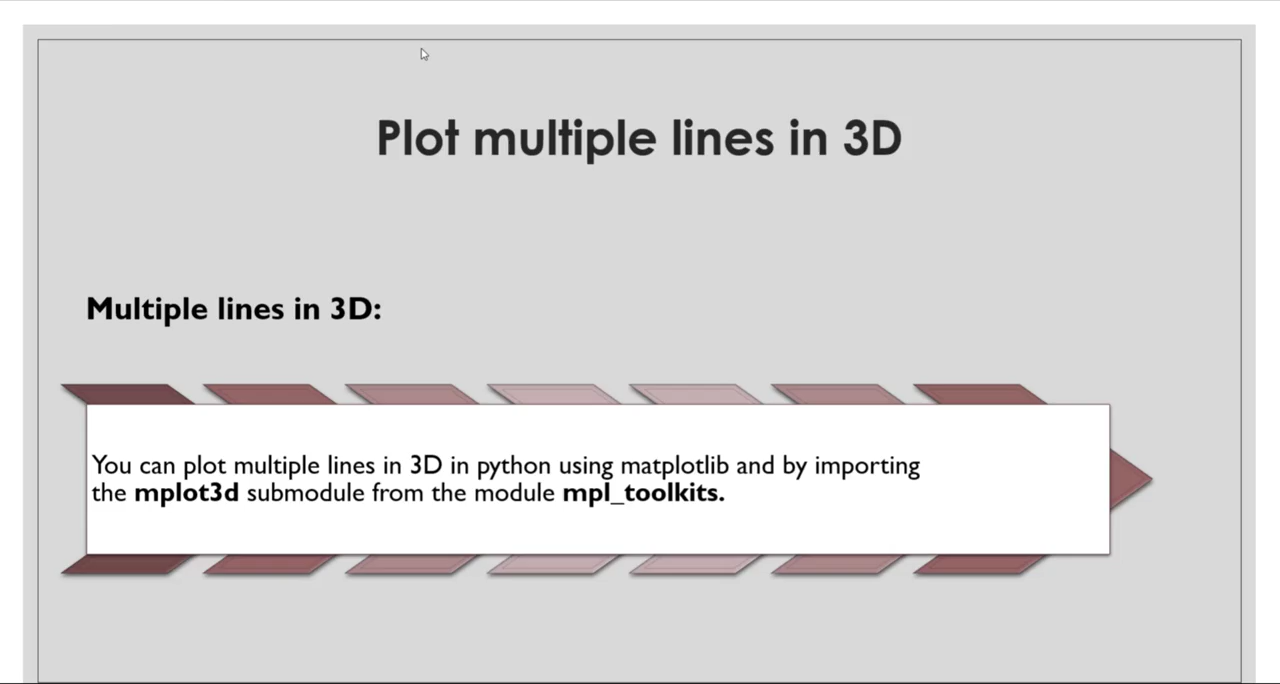 Plot multiple lines in 3D
Multiple lines in 3D:
You can plot multiple lines in 3D in python using matplotlib and by importing
the mplot3d submodule from the module mpl_toolkits.